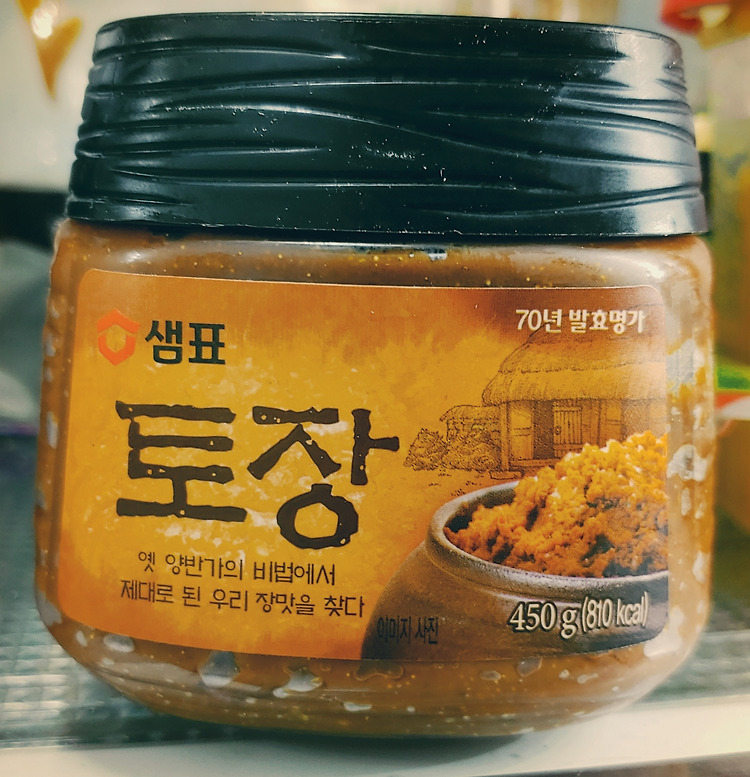 샘표
70년 발효명가
토장
옛 양반가의 비법에서
제대로 된 우리 장맛을 찾다
이미지 사진
450 g (810 kcal)